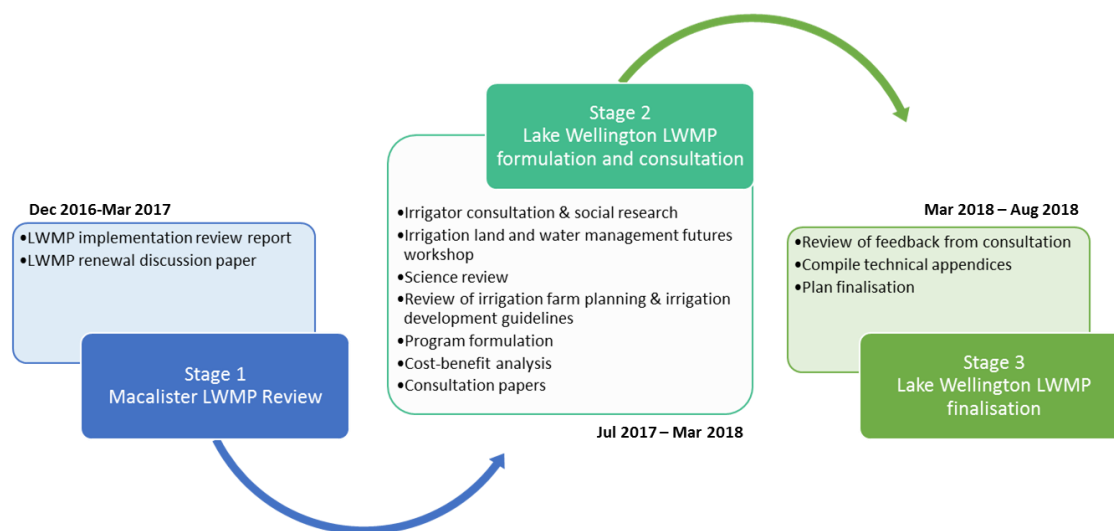 Dec 2016-Mar 2017
•LWMP implementation review report
•LWMP renewal discussion paper
Stage 1
Macalister LWMP Review
Stage 2
Lake Wellington LWMP
formulation and consultation
•Irrigator consultation & social research
•Irrigation land and water management futures
workshop
•Science review
•Review of irrigation farm planning & irrigation
development guidelines
•Program formulation
•Cost-benefit analysis
•Consultation papers
Jul 2017 – Mar 2018
Mar 2018 – Aug 2018
•Review of feedback from consultation
•Compile technical appendices
•Plan finalisation
Stage 3
Lake Wellington LWMP
finalisation